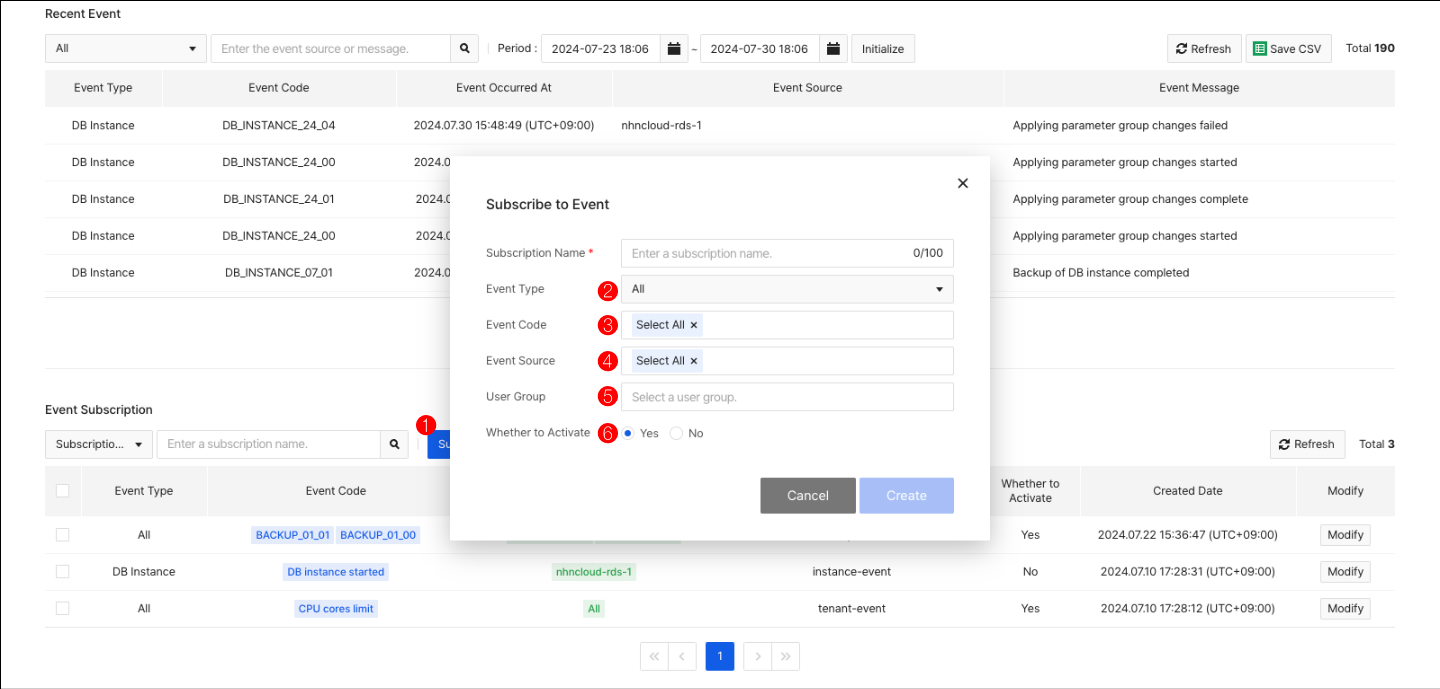 Recent Event
All Enter the event source or message. Period : 2024-07-23 18:06 ~ 2024-07-30 18:06 Initialize Refresh Save CSV Total 190
Event Type Event Code Event Occurred At Event Source Event Message
DB Instance DB_INSTANCE_24_04 2024.07.30 15:48:49 (UTC+09:00) nhncloud-rds-1 Applying parameter group changes failed
DB Instance DB_INSTANCE_24_00 Applying parameter group changes started
DB Instance DB_INSTANCE_24_01 Applying parameter group changes complete
DB Instance DB_INSTANCE_24_00 Applying parameter group changes started
DB Instance DB_INSTANCE_07_01 Backup of DB instance completed
Subscribe to Event
Subscription Name * Enter a subscription name. 0/100
Event Type 2 All
Event Code 3 Select All ×
Event Source 4 Select All ×
User Group 5 Select a user group.
Whether to Activate 6 Yes No
Cancel Create
Event Subscription
Subscriptio... Enter a subscription name. 1 Refresh Total 3
Event Type Event Code Whether to Activate Created Date Modify
All BACKUP_01_01 BACKUP_01_00 Yes 2024.07.22 15:36:47 (UTC+09:00) Modify
DB Instance DB instance started nhncloud-rds-1 instance-event No 2024.07.10 17:28:31 (UTC+09:00) Modify
All CPU cores limit All tenant-event Yes 2024.07.10 17:28:12 (UTC+09:00) Modify
1